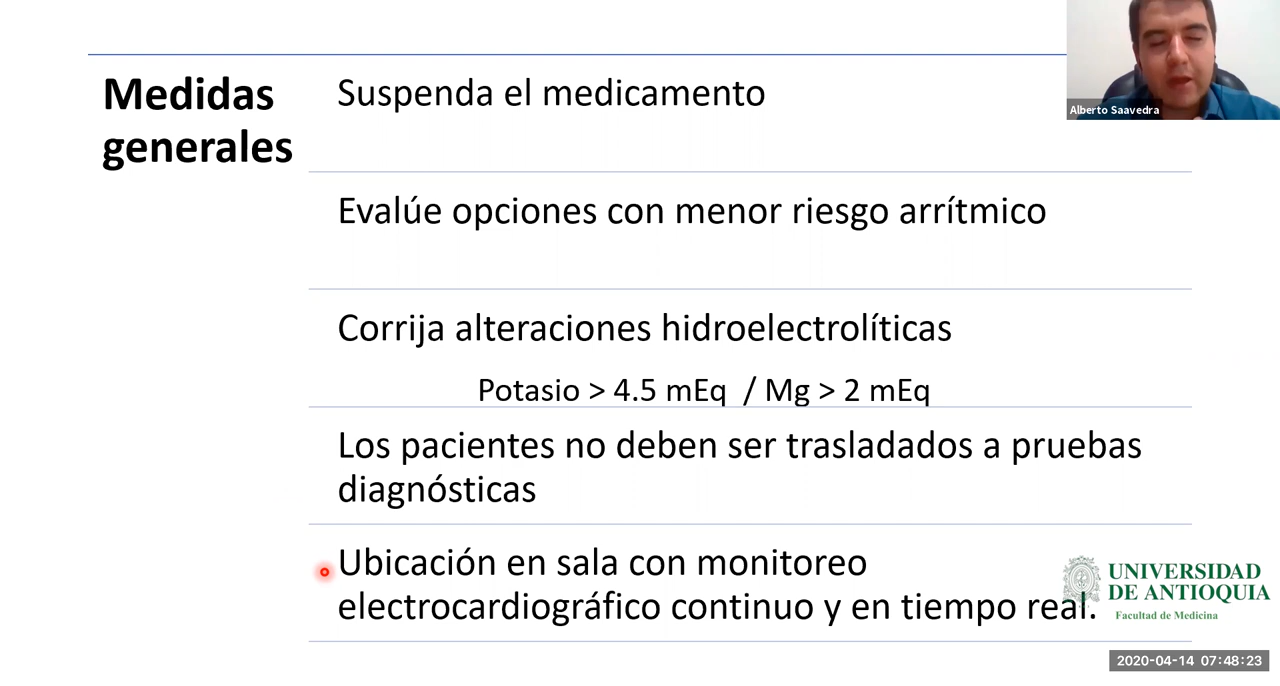 Medidas
generales
Suspenda el medicamento
Evalúe opciones con menor riesgo arrítmico
Corrija alteraciones hidroelectrolíticas
Potasio > 4.5 mEq / Mg > 2 mEq
Los pacientes no deben ser trasladados a pruebas
diagnósticas
Ubicación en sala con monitoreo
electrocardiográfico continuo y en tiempo real.
Alberto Saavedra
UNIVERSIDAD
DE ANTIOQUIA
Facultad de Medicina
2020-04-14 07:48:23